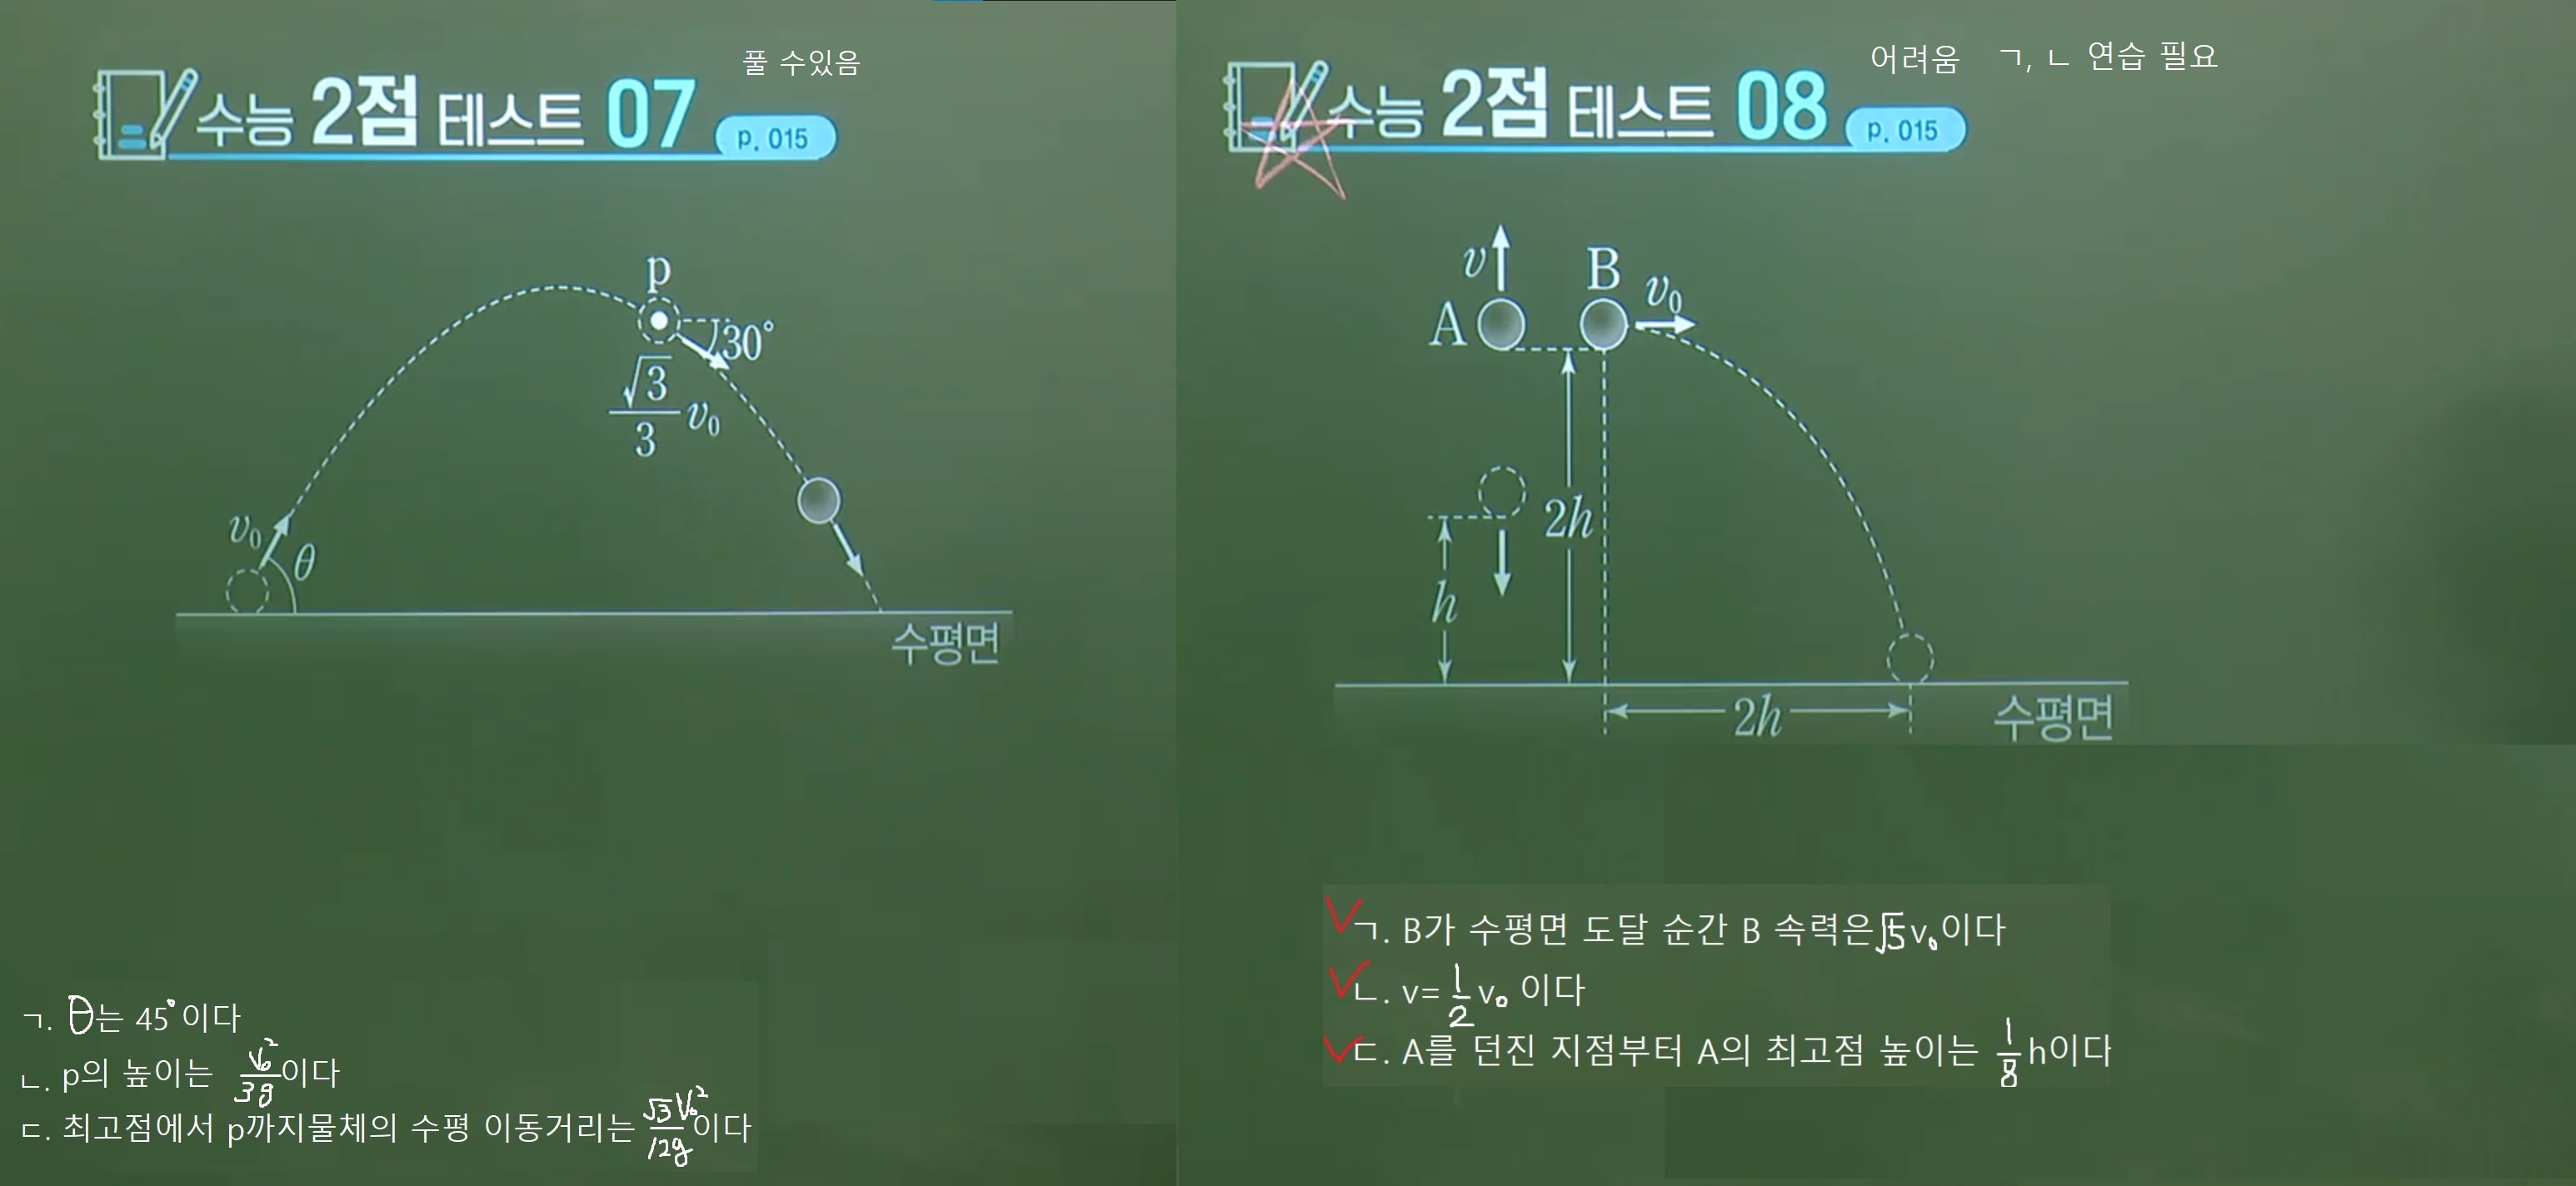 풀 수있음
수능 2점 테스트 07 p. 015
p
30°
√3/3 v₀
v₀
θ
수평면
ㄱ. θ는 45°이다
ㄴ. p의 높이는 v₀²/3g이다
ㄷ. 최고점에서 p까지물체의 수평 이동거리는 √3V₀²/12g이다
어려움 ㄱ, ㄴ 연습 필요
수능 2점 테스트 08 p. 015
v
B
v₀
A
2h
h
2h
수평면
ㄱ. B가 수평면 도달 순간 B 속력은√5v₀이다
ㄴ. v=1/2v₀ 이다
ㄷ. A를 던진 지점부터 A의 최고점 높이는 1/8h이다